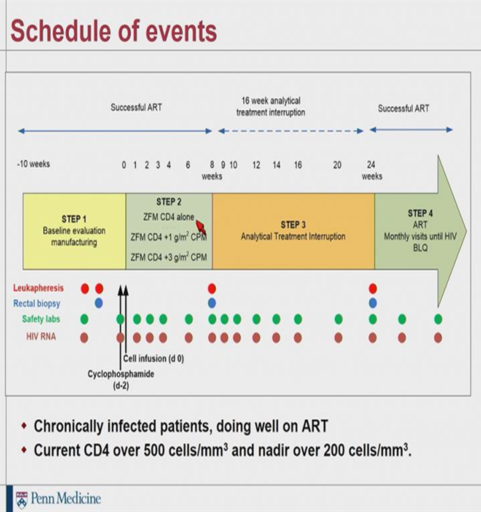 Schedule of events
Successful ART
16 week analytical
treatment interruption
Successful ART
-10 weeks
0 1 2 3 4 6 8 9 10 12 14 16 20 24
weeks
weeks
STEP 1
Baseline evaluation
manufacturing
STEP 2
ZFM CD4 alone
ZFM CD4 +1 g/m² CPM
ZFM CD4 +3 g/m² CPM
STEP 3
Analytical Treatment Interruption
STEP 4
ART
Monthly visits until HIV
BLQ
Leukapheresis
Rectal biopsy
Safety labs
HIV RNA
Cell infusion (d 0)
Cyclophosphamide
(d-2)
Chronically infected patients, doing well on ART
Current CD4 over 500 cells/mm³ and nadir over 200 cells/mm³.
Penn Medicine